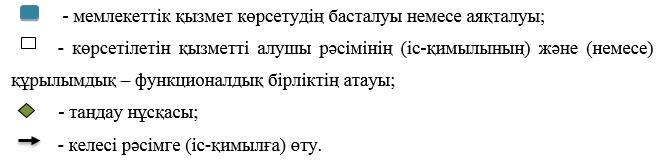 - мемлекеттік қызмет көрсетудің басталуы немесе аяқталуы;
- көрсетілетін қызметті алушы рәсімінің (іс-қимылының) және (немесе)
құрылымдық – функционалдық бірліктің атауы;
- таңдау нұсқасы;
- келесі рәсімге (іс-қимылға) өту.